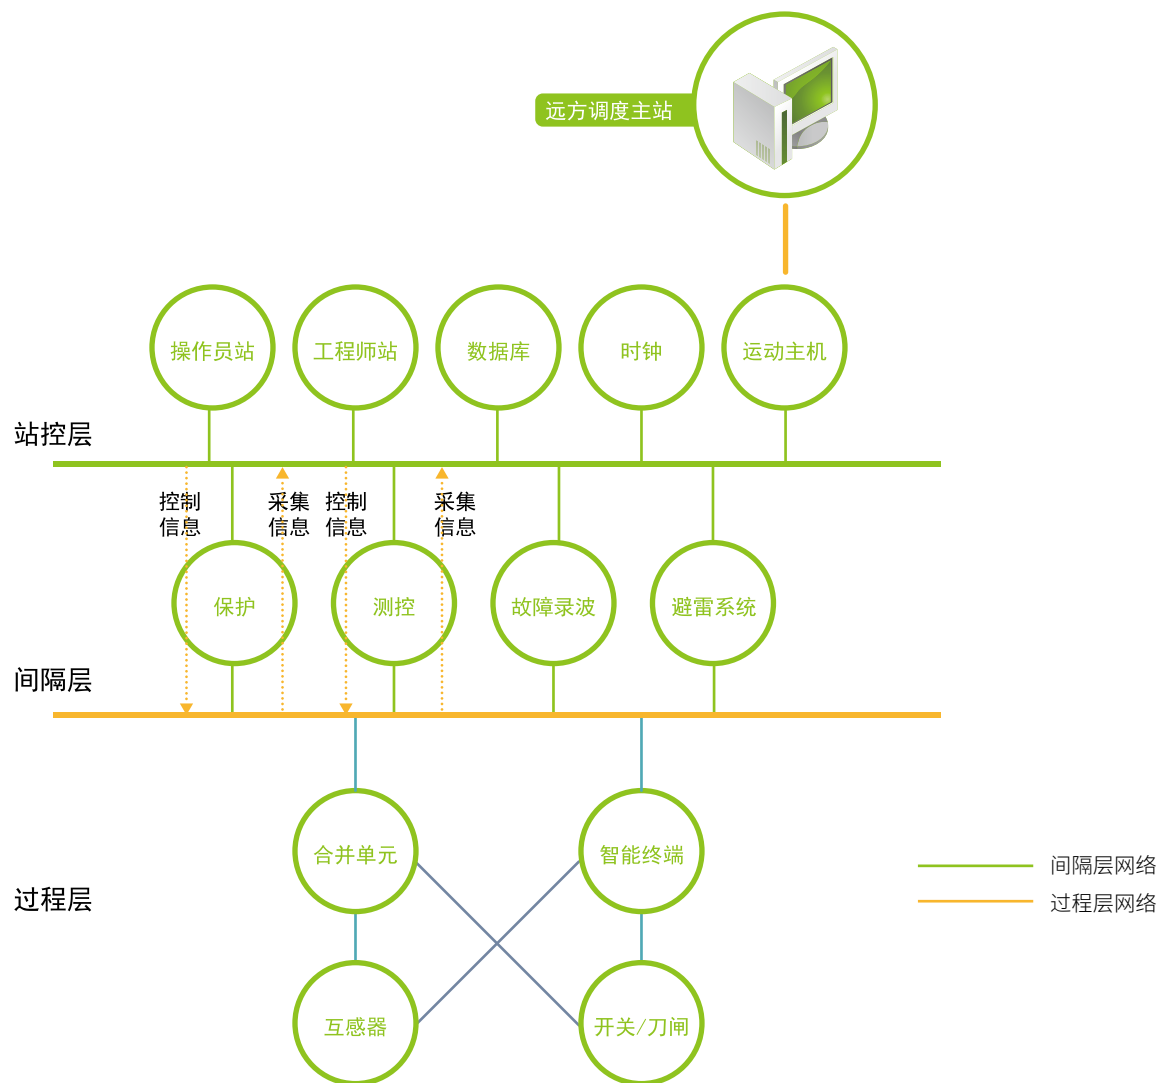 远方调度主站
操作员站
工程师站
数据库
时钟
运动主机
站控层
控制
信息
采集
信息
控制
信息
采集
信息
保护
测控
故障录波
避雷系统
间隔层
合并单元
智能终端
间隔层网络
过程层
过程层网络
互感器
开关/刀闸